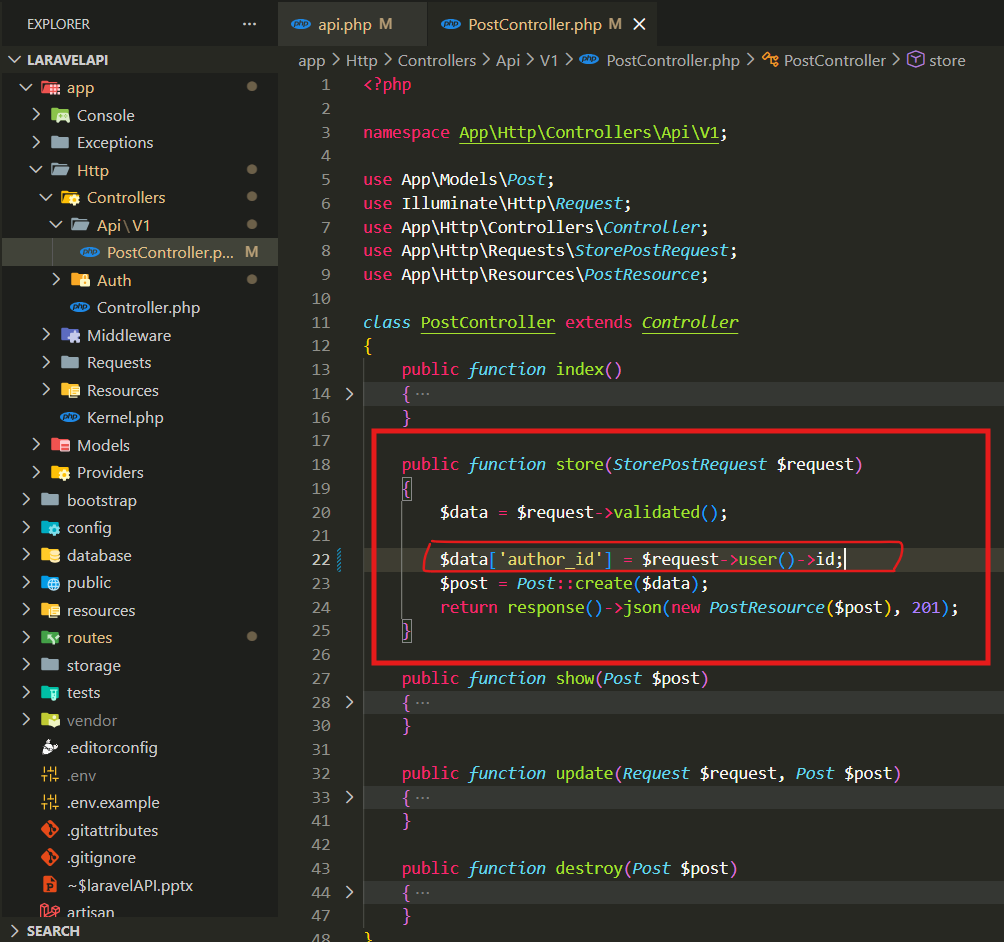 EXPLORER ···
LARAVELAPI
app
Console
Exceptions
Http
Controllers
Api\V1
php PostController.p... M
Auth
php Controller.php
Middleware
Requests
Resources
php Kernel.php
Models
Providers
bootstrap
config
database
public
resources
routes
storage
tests
vendor
.editorconfig
.env
.env.example
.gitattributes
.gitignore
~$laravelAPI.pptx
artisan
SEARCH
php api.php M
php PostController.php M
app > Http > Controllers > Api > V1 > php PostController.php > PostController > store
1 <?php
2
3 namespace App\Http\Controllers\Api\V1;
4
5 use App\Models\Post;
6 use Illuminate\Http\Request;
7 use App\Http\Controllers\Controller;
8 use App\Http\Requests\StorePostRequest;
9 use App\Http\Resources\PostResource;
10
11 class PostController extends Controller
12 {
13 public function index()
14 { ···
16 }
17
18 public function store(StorePostRequest $request)
19 {
20 $data = $request->validated();
21
22 $data['author_id'] = $request->user()->id;
23 $post = Post::create($data);
24 return response()->json(new PostResource($post), 201);
25 }
26
27 public function show(Post $post)
28 { ···
30 }
31
32 public function update(Request $request, Post $post)
33 { ···
41 }
42
43 public function destroy(Post $post)
44 { ···
47 }
48 }